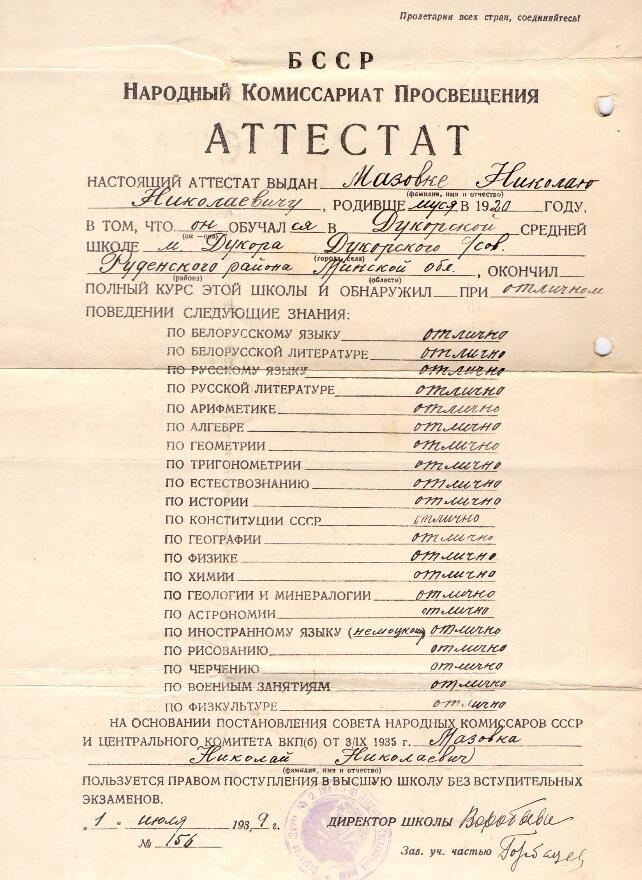 Пролетарии всех стран, соединяйтесь!
БССР
Народный Комиссариат Просвещения
АТТЕСТАТ
НАСТОЯЩИЙ АТТЕСТАТ ВЫДАН Мазовке Николаю
(фамилия, имя и отчество)
Николаевичу, РОДИВШЕмуся В 1920 ГОДУ,
В ТОМ, ЧТО он ОБУЧАЛся В Дукорской СРЕДНЕЙ
(он—она)
ШКОЛЕ м. Дукора Дукорского с/сов.
(города, села)
Руденского района Минской обл., ОКОНЧИЛ
(района) (области)
ПОЛНЫЙ КУРС ЭТОЙ ШКОЛЫ И ОБНАРУЖИЛ ПРИ отличном
ПОВЕДЕНИИ СЛЕДУЮЩИЕ ЗНАНИЯ:
ПО БЕЛОРУССКОМУ ЯЗЫКУ отлично
ПО БЕЛОРУССКОЙ ЛИТЕРАТУРЕ отлично
ПО РУССКОМУ ЯЗЫКУ отлично
ПО РУССКОЙ ЛИТЕРАТУРЕ отлично
ПО АРИФМЕТИКЕ отлично
ПО АЛГЕБРЕ отлично
ПО ГЕОМЕТРИИ отлично
ПО ТРИГОНОМЕТРИИ отлично
ПО ЕСТЕСТВОЗНАНИЮ отлично
ПО ИСТОРИИ отлично
ПО КОНСТИТУЦИИ СССР отлично
ПО ГЕОГРАФИИ отлично
ПО ФИЗИКЕ отлично
ПО ХИМИИ отлично
ПО ГЕОЛОГИИ И МИНЕРАЛОГИИ отлично
ПО АСТРОНОМИИ отлично
ПО ИНОСТРАННОМУ ЯЗЫКУ (немецкому) отлично
ПО РИСОВАНИЮ отлично
ПО ЧЕРЧЕНИЮ отлично
ПО ВОЕННЫМ ЗАНЯТИЯМ отлично
ПО ФИЗКУЛЬТУРЕ отлично
НА ОСНОВАНИИ ПОСТАНОВЛЕНИЯ СОВЕТА НАРОДНЫХ КОМИССАРОВ СССР
И ЦЕНТРАЛЬНОГО КОМИТЕТА ВКП(б) ОТ 3/IX 1935 г. Мазовка
Николай Николаевич
(фамилия, имя и отчество)
ПОЛЬЗУЕТСЯ ПРАВОМ ПОСТУПЛЕНИЯ В ВЫСШУЮ ШКОЛУ БЕЗ ВСТУПИТЕЛЬНЫХ
ЭКЗАМЕНОВ.
„1“ июля 1939 г. ДИРЕКТОР ШКОЛЫ
№ 156 Зав. уч. частью